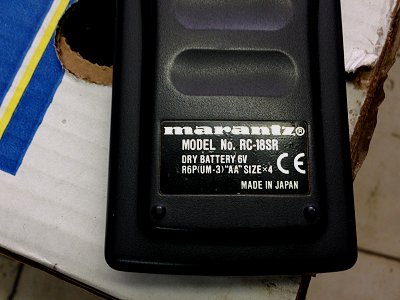 marantz®
MODEL No. RC-18SR
DRY BATTERY 6V
R6P(UM-3)"AA"SIZE×4
CE
MADE IN JAPAN